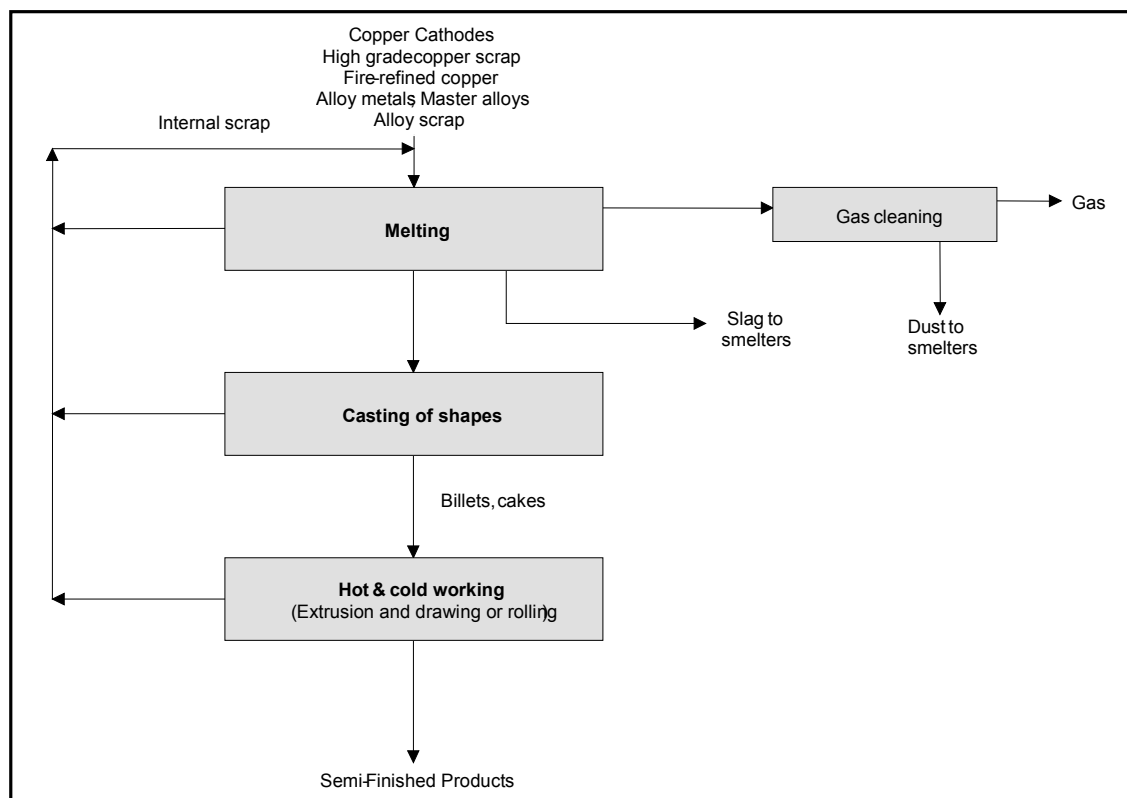 Copper Cathodes
High gradecopper scrap
Fire-refined copper
Alloy metals, Master alloys
Alloy scrap
Internal scrap
Melting
Gas cleaning
Gas
Slag to
smelters
Dust to
smelters
Casting of shapes
Billets, cakes
Hot & cold working
(Extrusion and drawing or rolling)
Semi-Finished Products